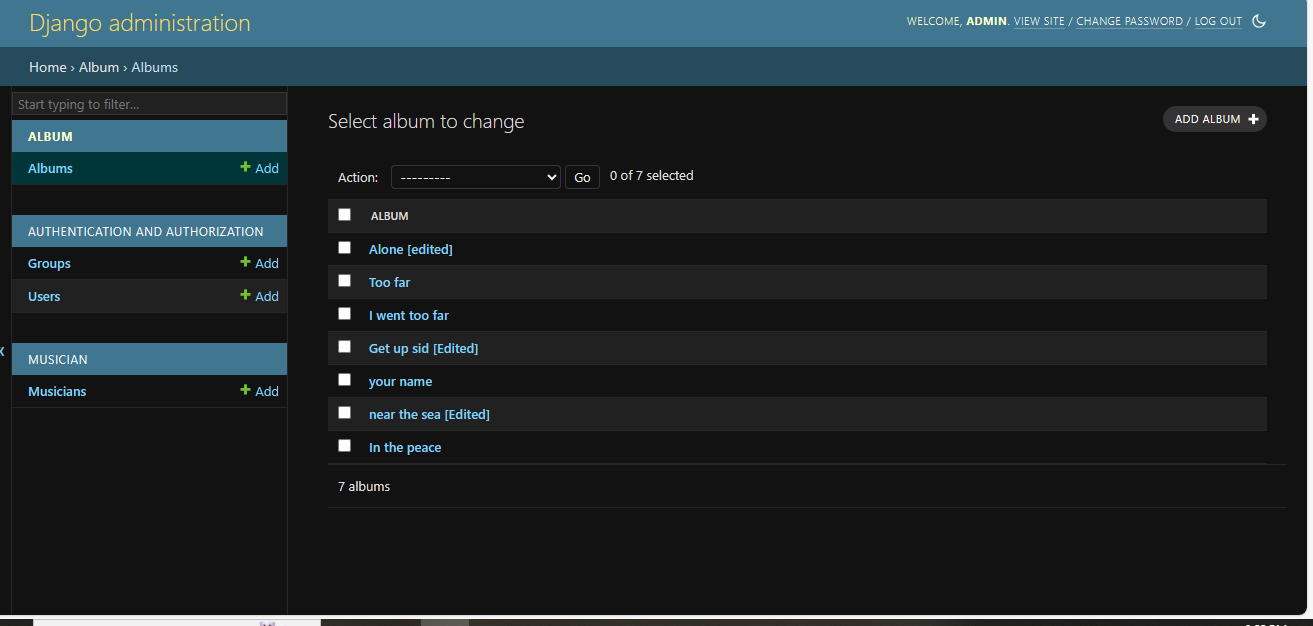 Django administration
WELCOME, ADMIN. VIEW SITE / CHANGE PASSWORD / LOG OUT
Home › Album › Albums
Start typing to filter...
ALBUM
Albums + Add
AUTHENTICATION AND AUTHORIZATION
Groups + Add
Users + Add
MUSICIAN
Musicians + Add
Select album to change
ADD ALBUM +
Action: --------- Go 0 of 7 selected
ALBUM
Alone [edited]
Too far
I went too far
Get up sid [Edited]
your name
near the sea [Edited]
In the peace
7 albums